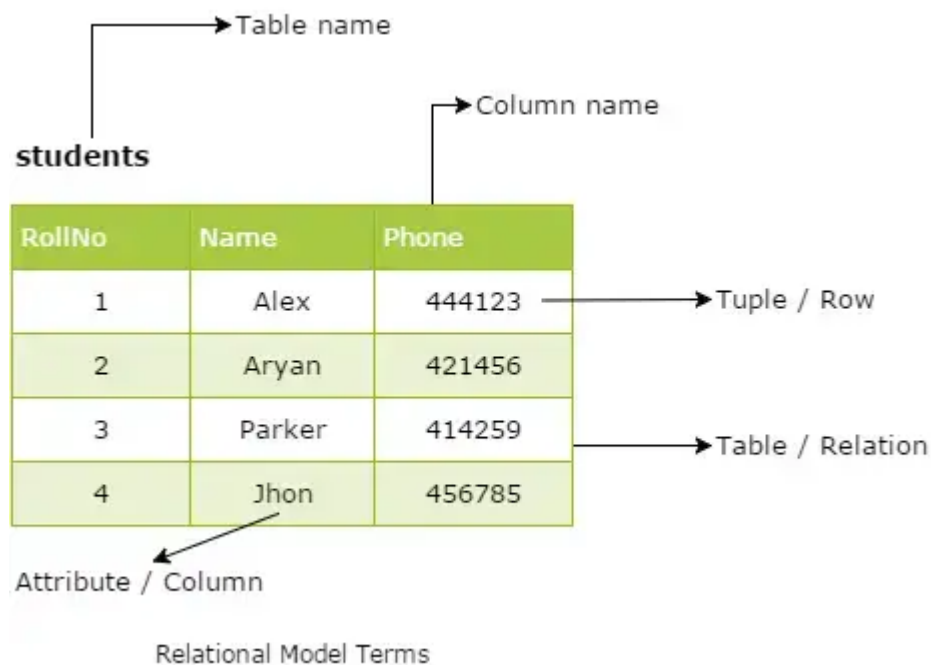 Table name
Column name
students
RollNo Name Phone
1 Alex 444123 Tuple / Row
2 Aryan 421456
3 Parker 414259
Table / Relation
4 Jhon 456785
Attribute / Column
Relational Model Terms